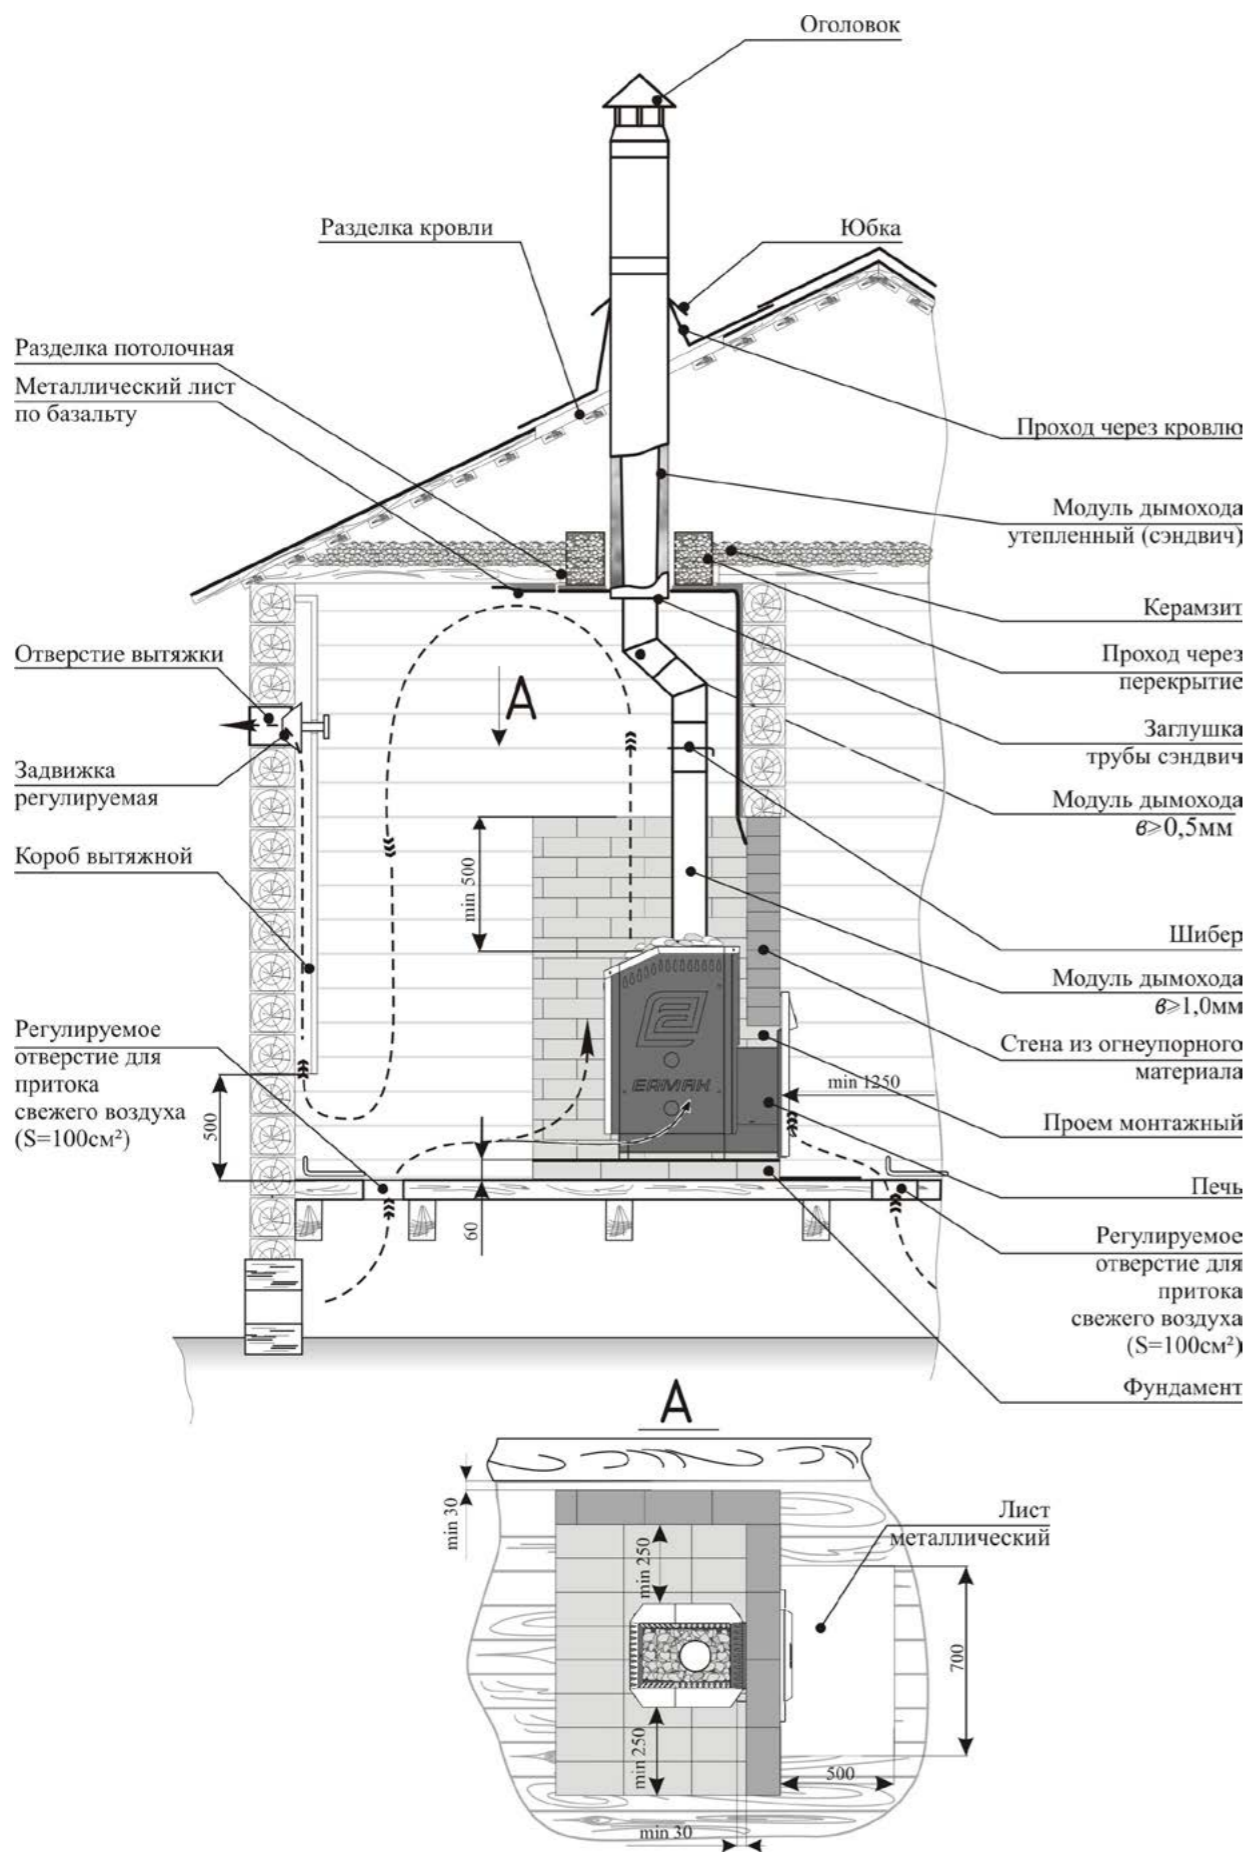 Оголовок
Разделка кровли
Юбка
Разделка потолочная
Металлический лист
по базальту
Проход через кровлю
Модуль дымохода
утепленный (сэндвич)
Керамзит
Отверстие вытяжки
Проход через
перекрытие
А
Заглушка
трубы сэндвич
Задвижка
регулируемая
Модуль дымохода
в>0,5мм
Короб вытяжной
min 500
Шибер
Модуль дымохода
в⩾1,0мм
Регулируемое
отверстие для
притока
свежего воздуха
(S=100см²)
Стена из огнеупорного
материала
ЕРМАК
min 1250
500
Проем монтажный
Печь
60
Регулируемое
отверстие для
притока
свежего воздуха
(S=100см²)
Фундамент
А
min 30
min 250
Лист
металлический
700
min 250
500
min 30